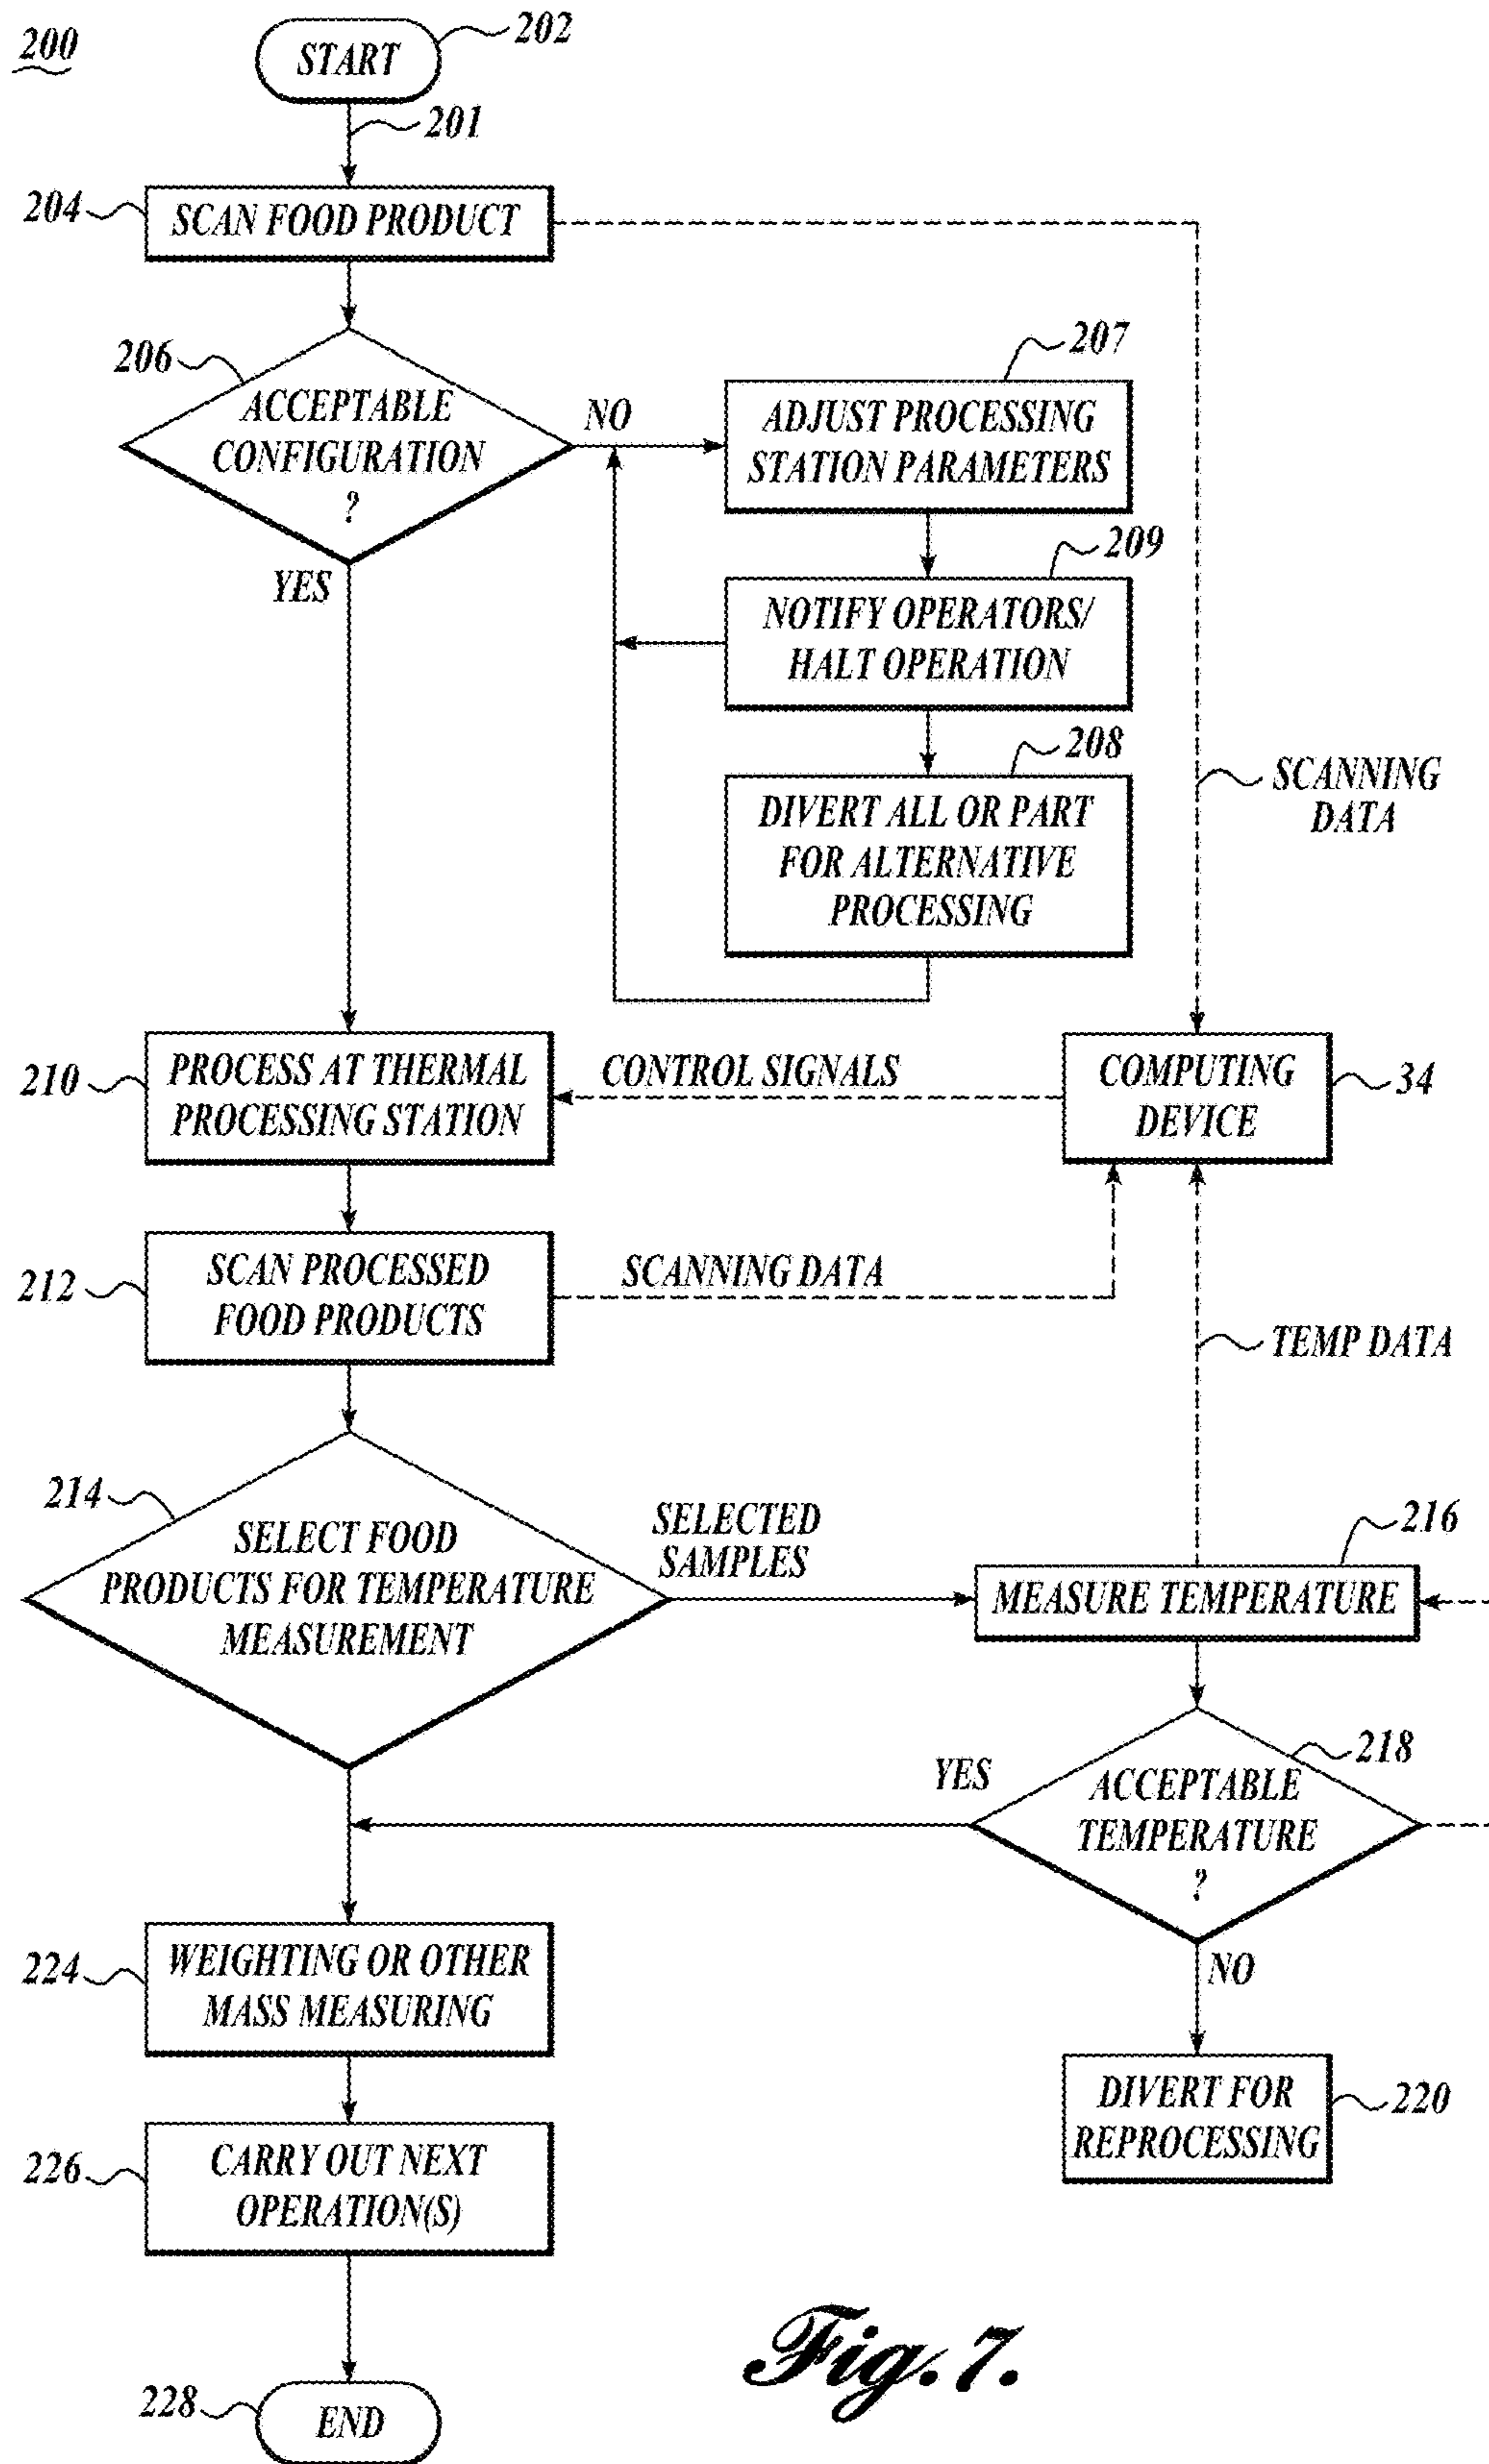 200
START
202
201
204
SCAN FOOD PRODUCT
206
ACCEPTABLE
CONFIGURATION
?
NO
YES
207
ADJUST PROCESSING
STATION PARAMETERS
209
NOTIFY OPERATORS/
HALT OPERATION
208
DIVERT ALL OR PART
FOR ALTERNATIVE
PROCESSING
SCANNING
DATA
210
PROCESS AT THERMAL
PROCESSING STATION
CONTROL SIGNALS
COMPUTING
DEVICE
34
212
SCAN PROCESSED
FOOD PRODUCTS
SCANNING DATA
TEMP DATA
214
SELECT FOOD
PRODUCTS FOR TEMPERATURE
MEASUREMENT
SELECTED
SAMPLES
216
MEASURE TEMPERATURE
218
YES
ACCEPTABLE
TEMPERATURE
?
NO
224
WEIGHTING OR OTHER
MASS MEASURING
DIVERT FOR
REPROCESSING
220
226
CARRY OUT NEXT
OPERATION(S)
228
END
Fig. 7.